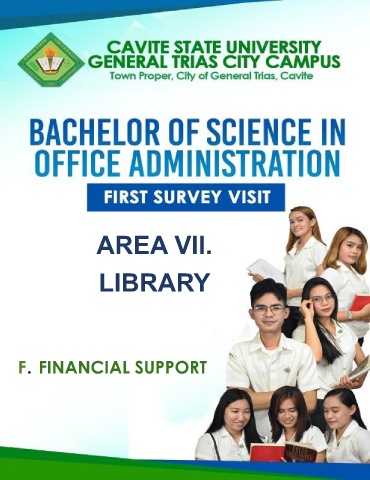 CAVITE STATE UNIVERSITY
GENERAL TRIAS CITY CAMPUS
Town Proper, City of General Trias, Cavite
BACHELOR OF SCIENCE IN
OFFICE ADMINISTRATION
FIRST SURVEY VISIT
AREA VII.
LIBRARY
F. FINANCIAL SUPPORT